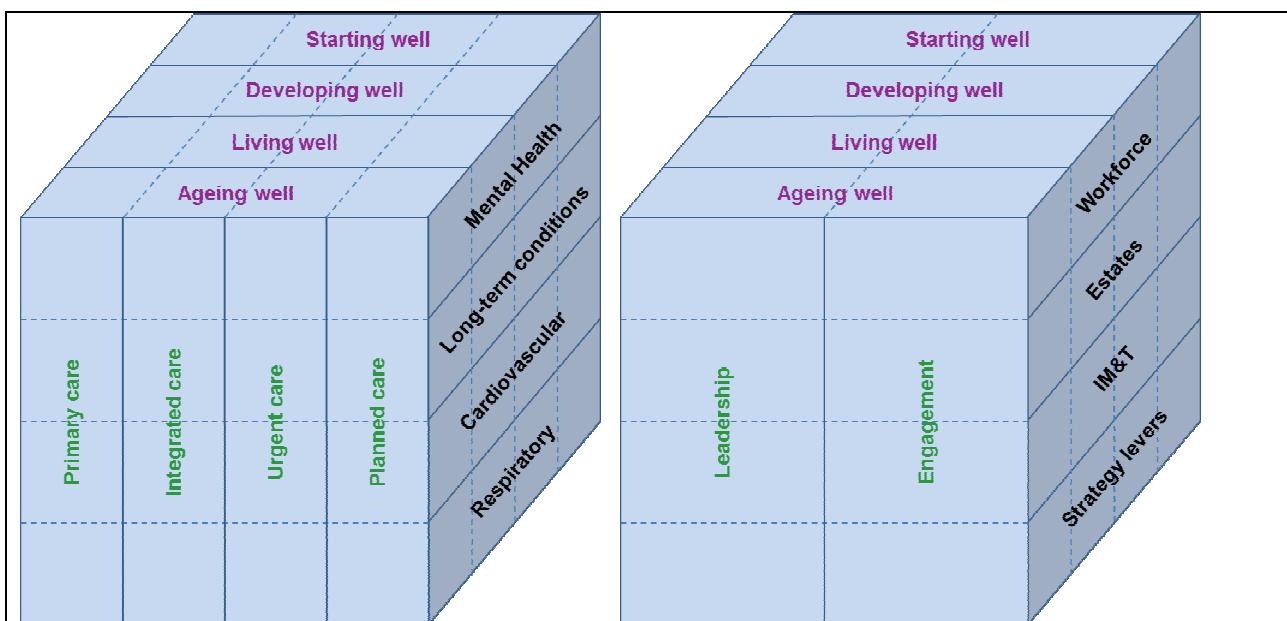 Starting well
Developing well
Living well
Ageing well
Primary care
Integrated care
Urgent care
Planned care
Mental Health
Long-term conditions
Cardiovascular
Respiratory
Starting well
Developing well
Living well
Ageing well
Leadership
Engagement
Workforce
Estates
IM&T
Strategy levers